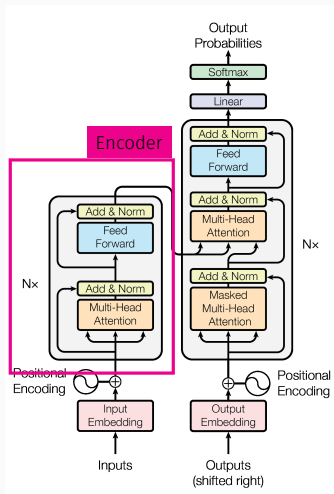 Output
Probabilities
Softmax
Linear
Encoder
Add & Norm
Feed
Forward
Add & Norm
Multi-Head
Attention
Add & Norm
Feed
Forward
Nx
Add & Norm
Multi-Head
Attention
Nx
Add & Norm
Masked
Multi-Head
Attention
Positional
Encoding
Positional
Encoding
Input
Embedding
Output
Embedding
Inputs
Outputs
(shifted right)